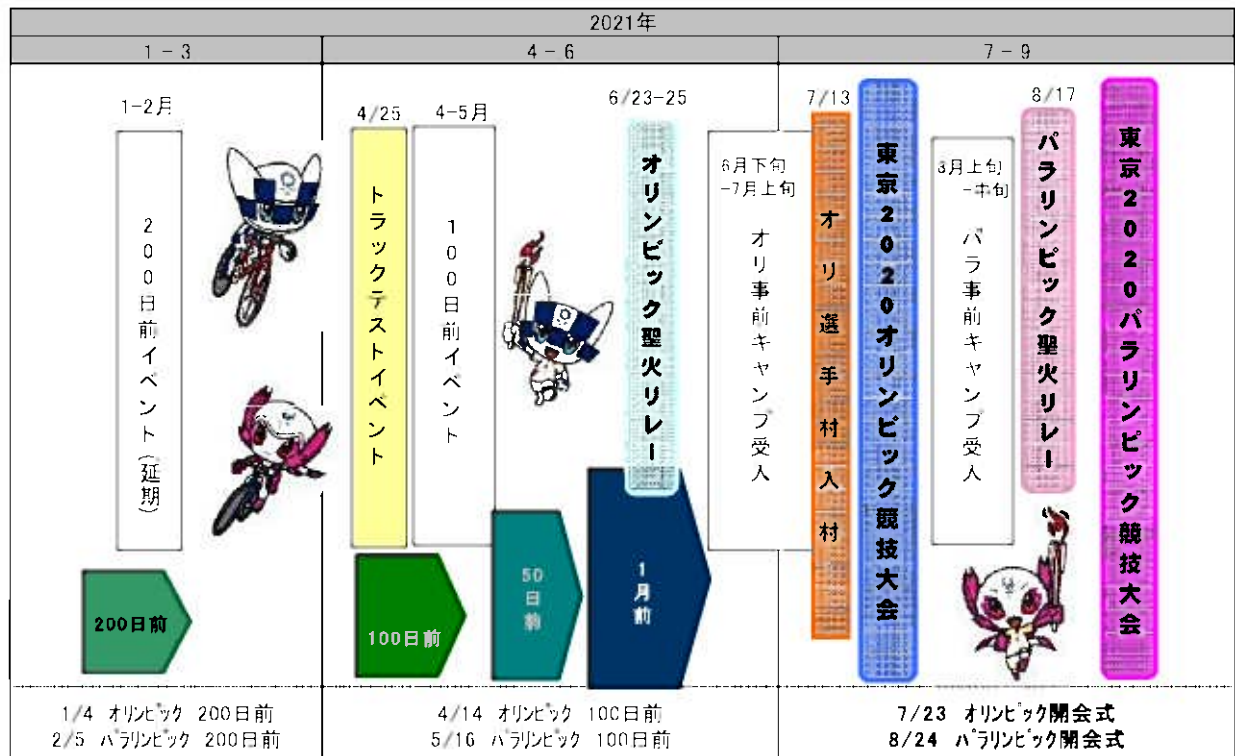 2021年
1-3
4-6
7-9
1-2月
200日前イベント(延期)
200日前
4/25
トラックテストイベント
4-5月
100日前イベント
100日前
50日前
1月前
6/23-25
オリンピック聖火リレー
6月下旬
-7月上旬
オリ事前キャンプ受入
7/13
オリ選手村入村
東京2020オリンピック競技大会
8月上旬
-中旬
パラ事前キャンプ受入
8/17
パラリンピック聖火リレー
東京2020パラリンピック競技大会
1/4 オリンピック 200日前
2/5 パラリンピック 200日前
4/14 オリンピック 100日前
5/16 パラリンピック 100日前
7/23 オリンピック開会式
8/24 パラリンピック開会式